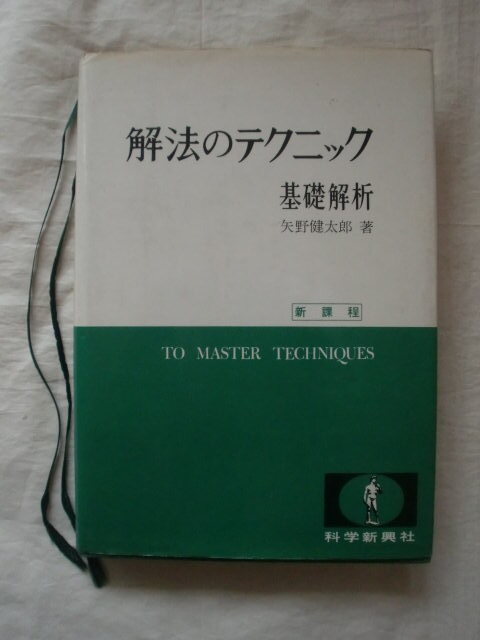 解法のテクニック
基礎解析
矢野健太郎 著
新課程
TO MASTER TECHNIQUES
科学新興社